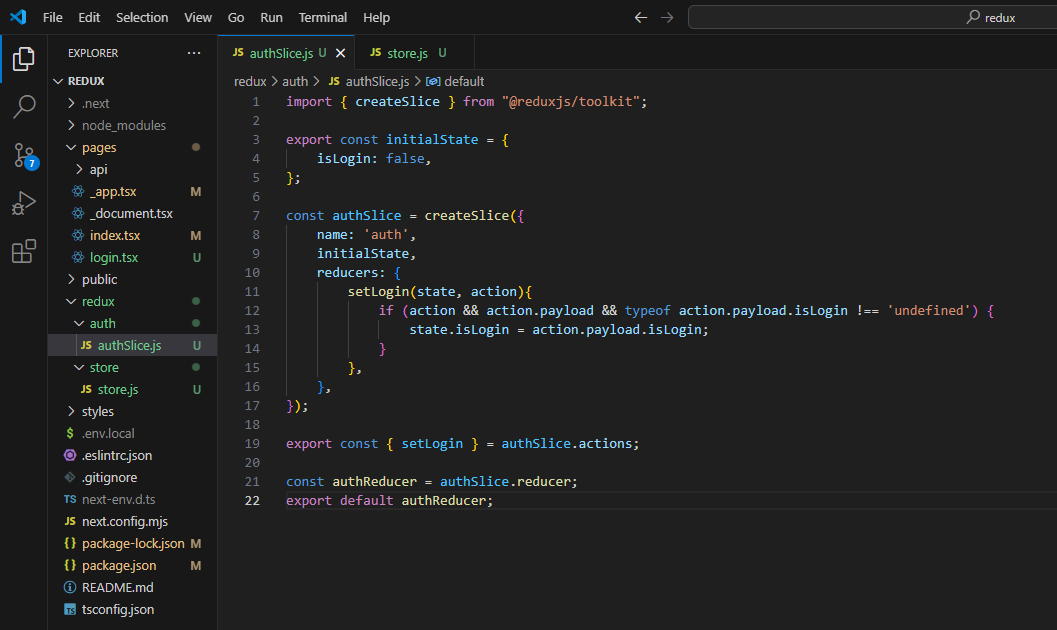 File Edit Selection View Go Run Terminal Help
redux
EXPLORER ...
REDUX
.next
node_modules
pages
api
_app.tsx M
_document.tsx
index.tsx M
login.tsx U
public
redux
auth
JS authSlice.js U
store
JS store.js U
styles
$ .env.local
.eslintrc.json
.gitignore
TS next-env.d.ts
JS next.config.mjs
{} package-lock.json M
{} package.json M
README.md
TS tsconfig.json
7
JS authSlice.js U
JS store.js U
redux > auth > JS authSlice.js > default
1 import { createSlice } from "@reduxjs/toolkit";
2
3 export const initialState = {
4     isLogin: false,
5 };
6
7 const authSlice = createSlice({
8     name: 'auth',
9     initialState,
10     reducers: {
11         setLogin(state, action){
12             if (action && action.payload && typeof action.payload.isLogin !== 'undefined') {
13                 state.isLogin = action.payload.isLogin;
14             }
15         },
16     },
17 });
18
19 export const { setLogin } = authSlice.actions;
20
21 const authReducer = authSlice.reducer;
22 export default authReducer;